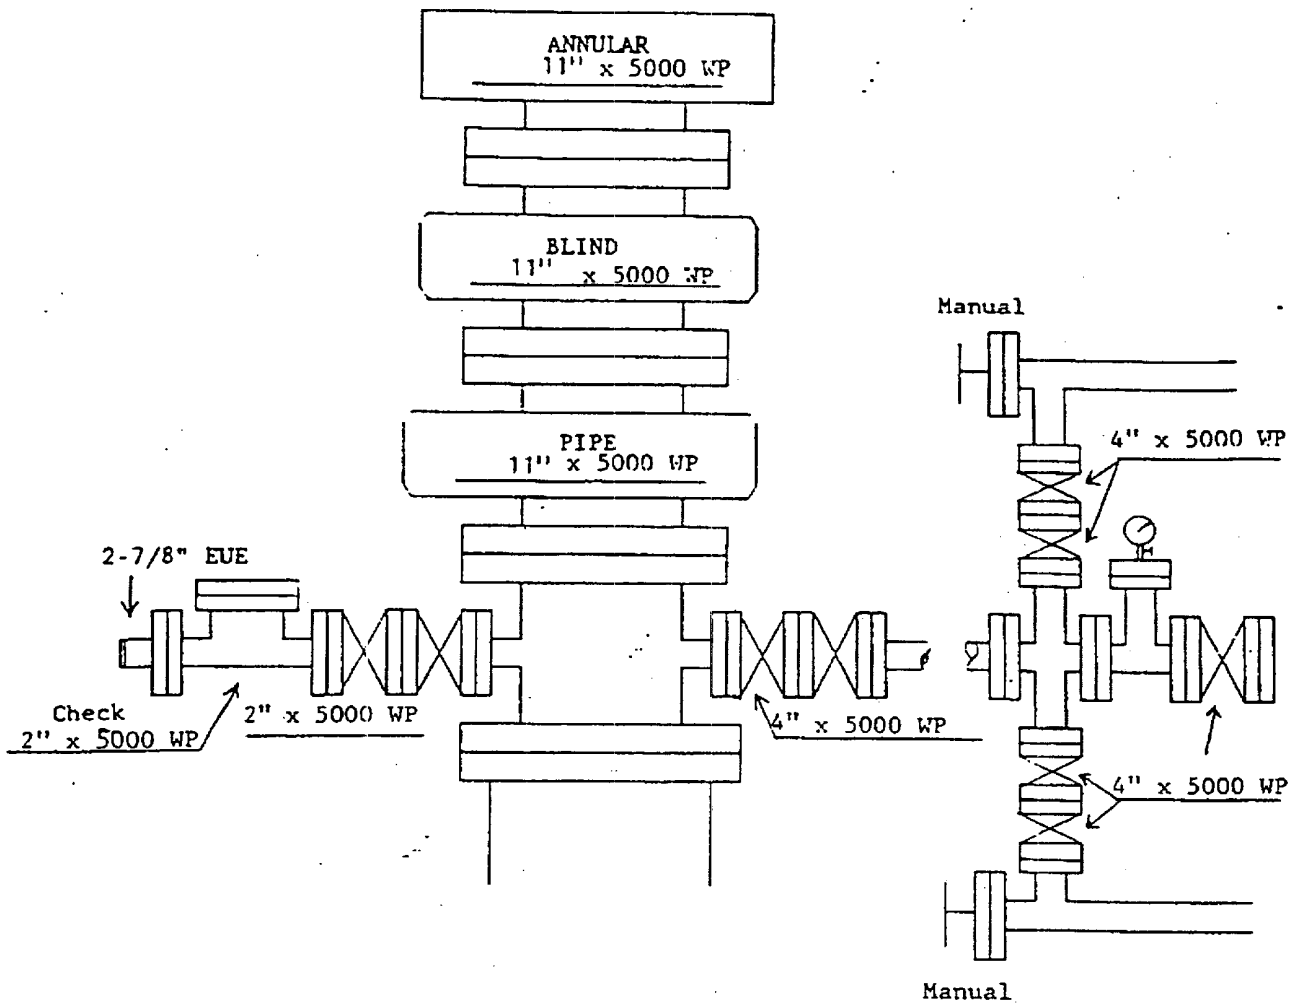 ANNULAR
11" x 5000 WP
BLIND
11" x 5000 WP
Manual
PIPE
11" x 5000 WP
4" x 5000 WP
2-7/8" EUE
Check
2" x 5000 WP
2" x 5000 WP
4" x 5000 WP
4" x 5000 WP
Manual